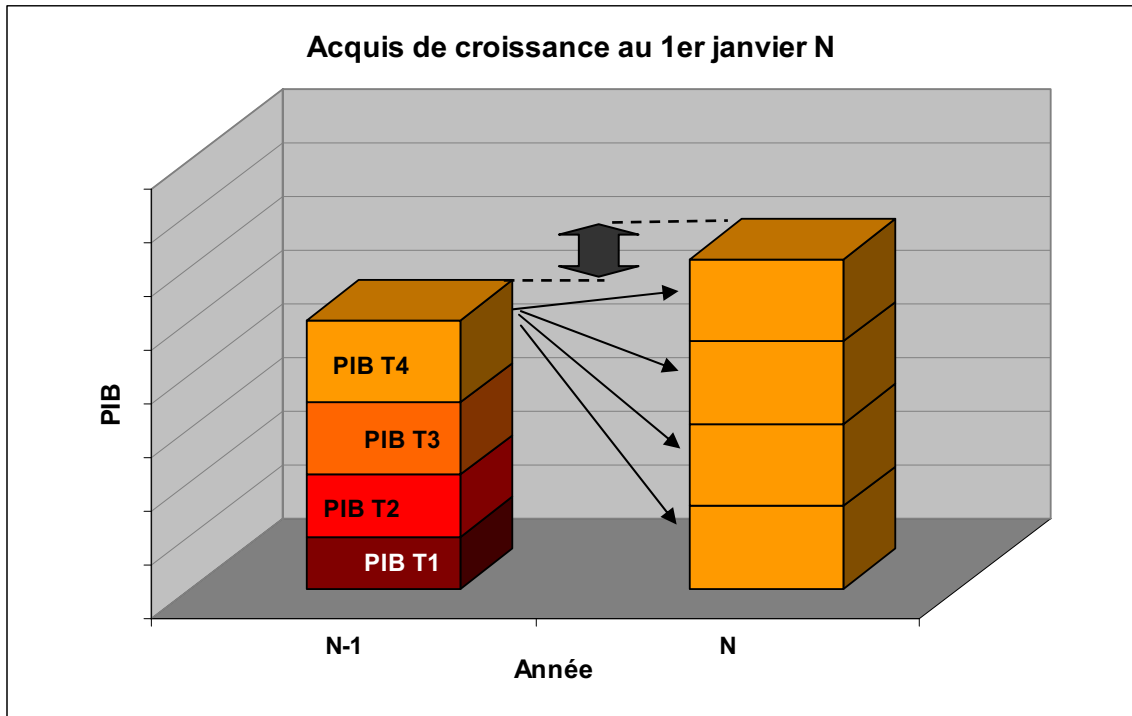 Acquis de croissance au 1er janvier N
PIB
PIB T4
PIB T3
PIB T2
PIB T1
N-1
N
Année